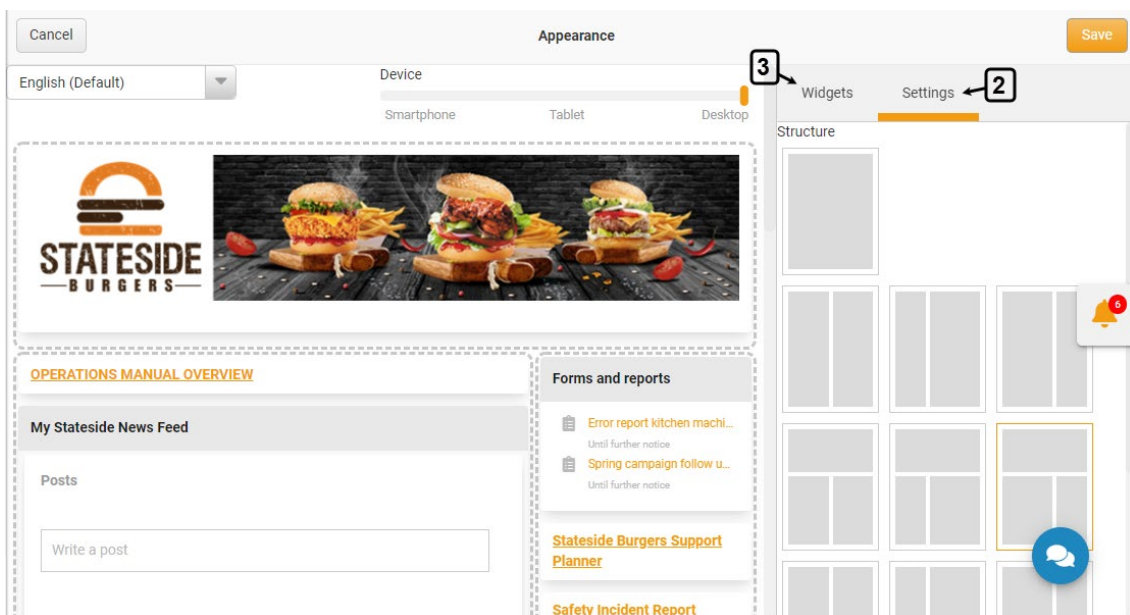 Cancel
Appearance
Save
English (Default)
Device
Smartphone
Tablet
Desktop
3
Widgets
Settings
2
Structure
STATESIDE
BURGERS
6
OPERATIONS MANUAL OVERVIEW
My Stateside News Feed
Posts
Write a post
Forms and reports
Error report kitchen machi...
Until further notice
Spring campaign follow u...
Until further notice
Stateside Burgers Support
Planner
Safety Incident Report